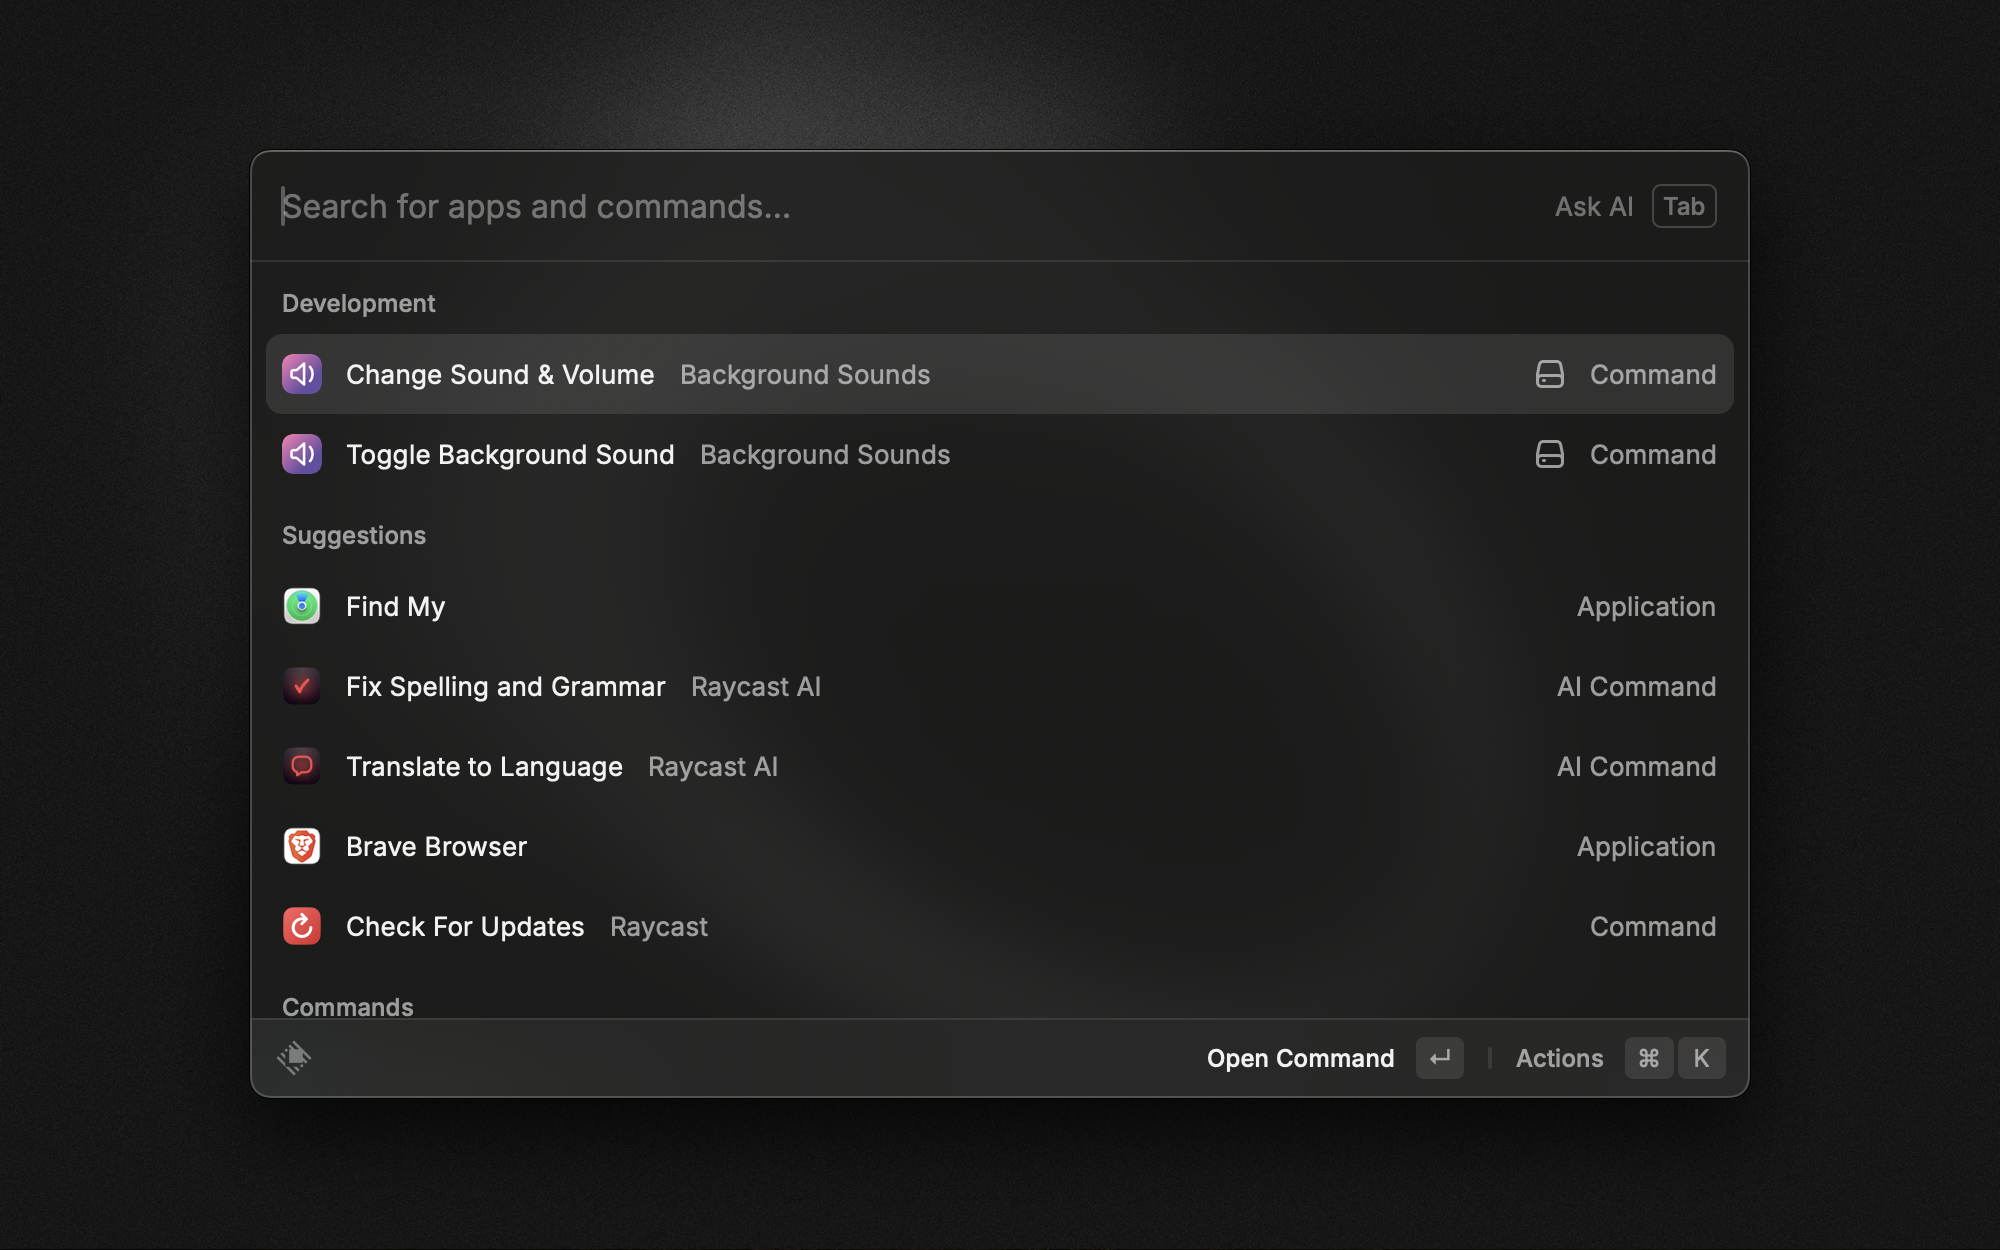 Search for apps and commands...
Ask AI Tab
Development
Change Sound & Volume Background Sounds Command
Toggle Background Sound Background Sounds Command
Suggestions
Find My Application
Fix Spelling and Grammar Raycast AI AI Command
Translate to Language Raycast AI AI Command
Brave Browser Application
Check For Updates Raycast Command
Commands
Open Command ↵ Actions ⌘ K